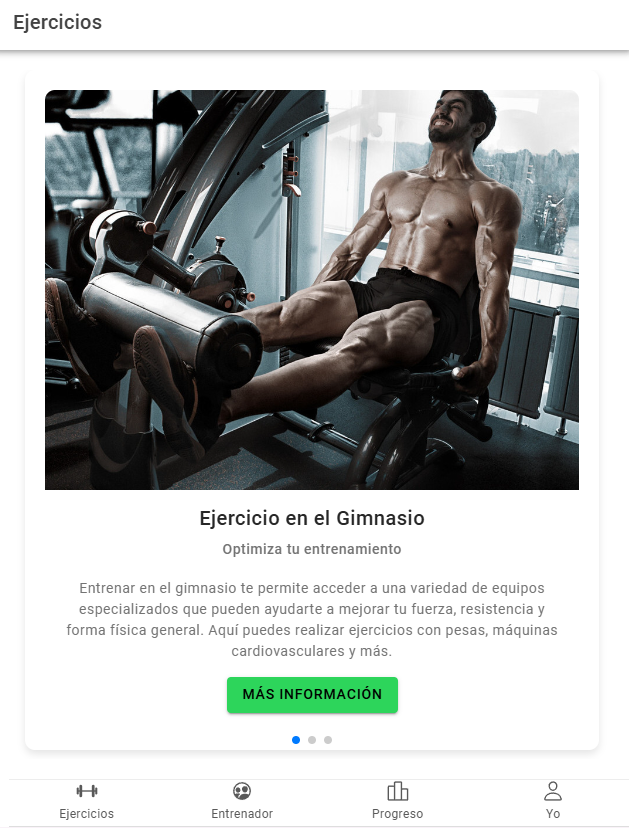 Ejercicios
Ejercicio en el Gimnasio
Optimiza tu entrenamiento
Entrenar en el gimnasio te permite acceder a una variedad de equipos
especializados que pueden ayudarte a mejorar tu fuerza, resistencia y
forma física general. Aquí puedes realizar ejercicios con pesas, máquinas
cardiovasculares y más.
MÁS INFORMACIÓN
Ejercicios
Entrenador
Progreso
Yo